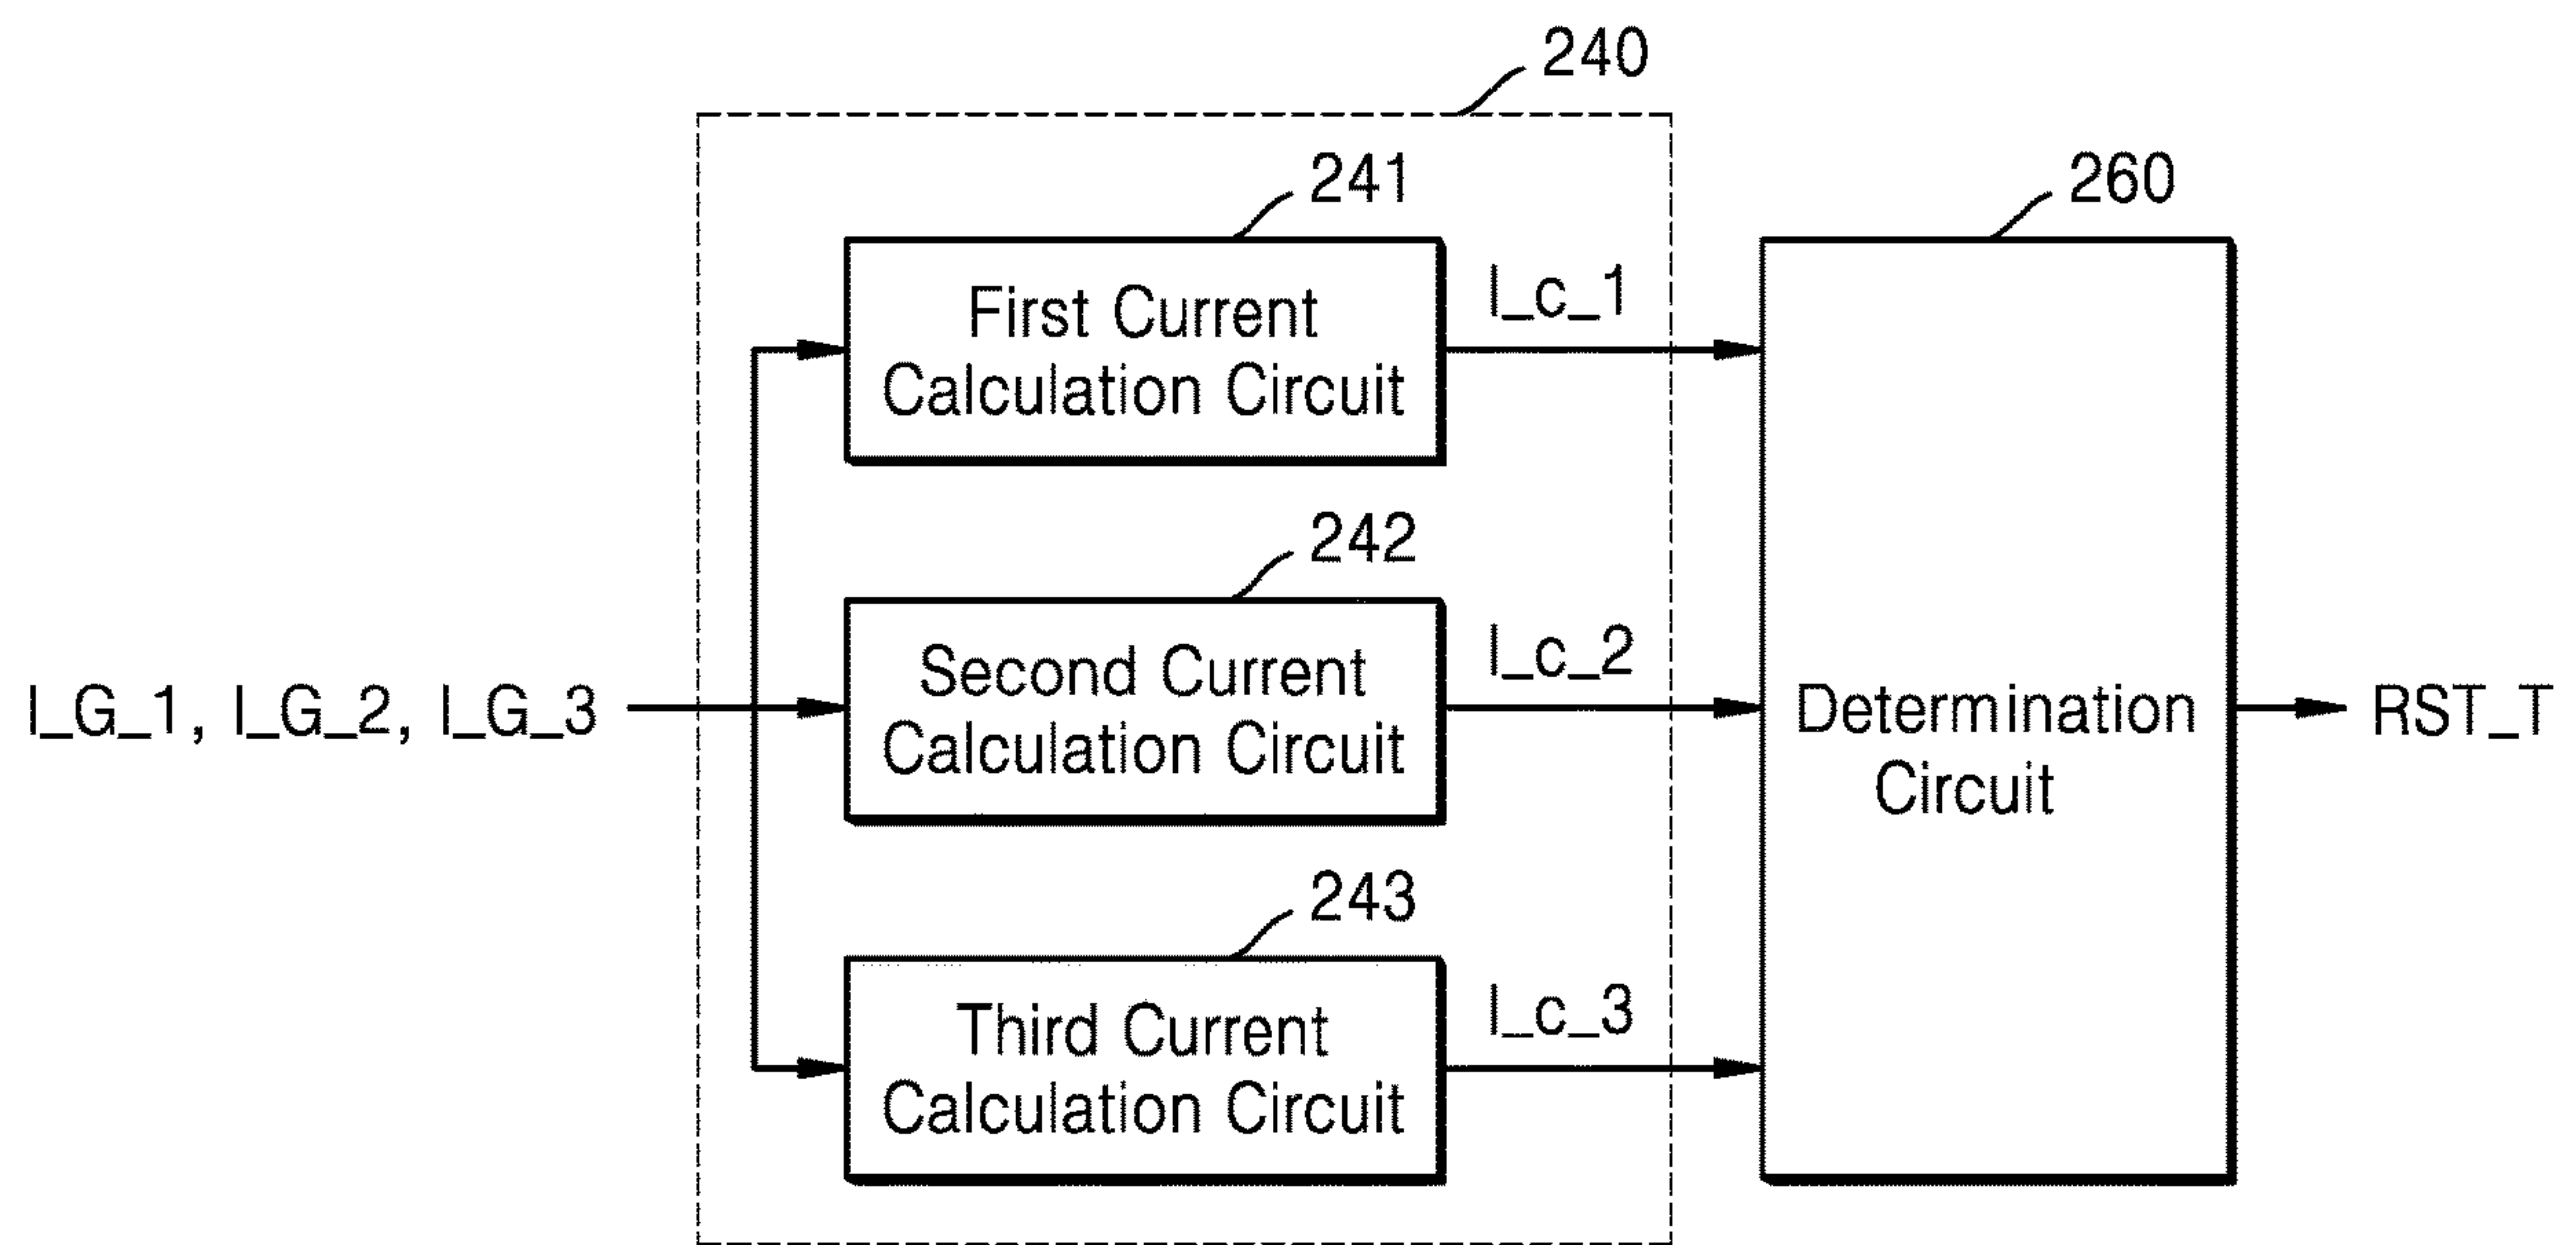 240
241
260
First Current
Calculation Circuit
I_c_1
242
Second Current
Calculation Circuit
I_c_2
I_G_1, I_G_2, I_G_3
Determination
Circuit
RST_T
243
Third Current
Calculation Circuit
I_c_3